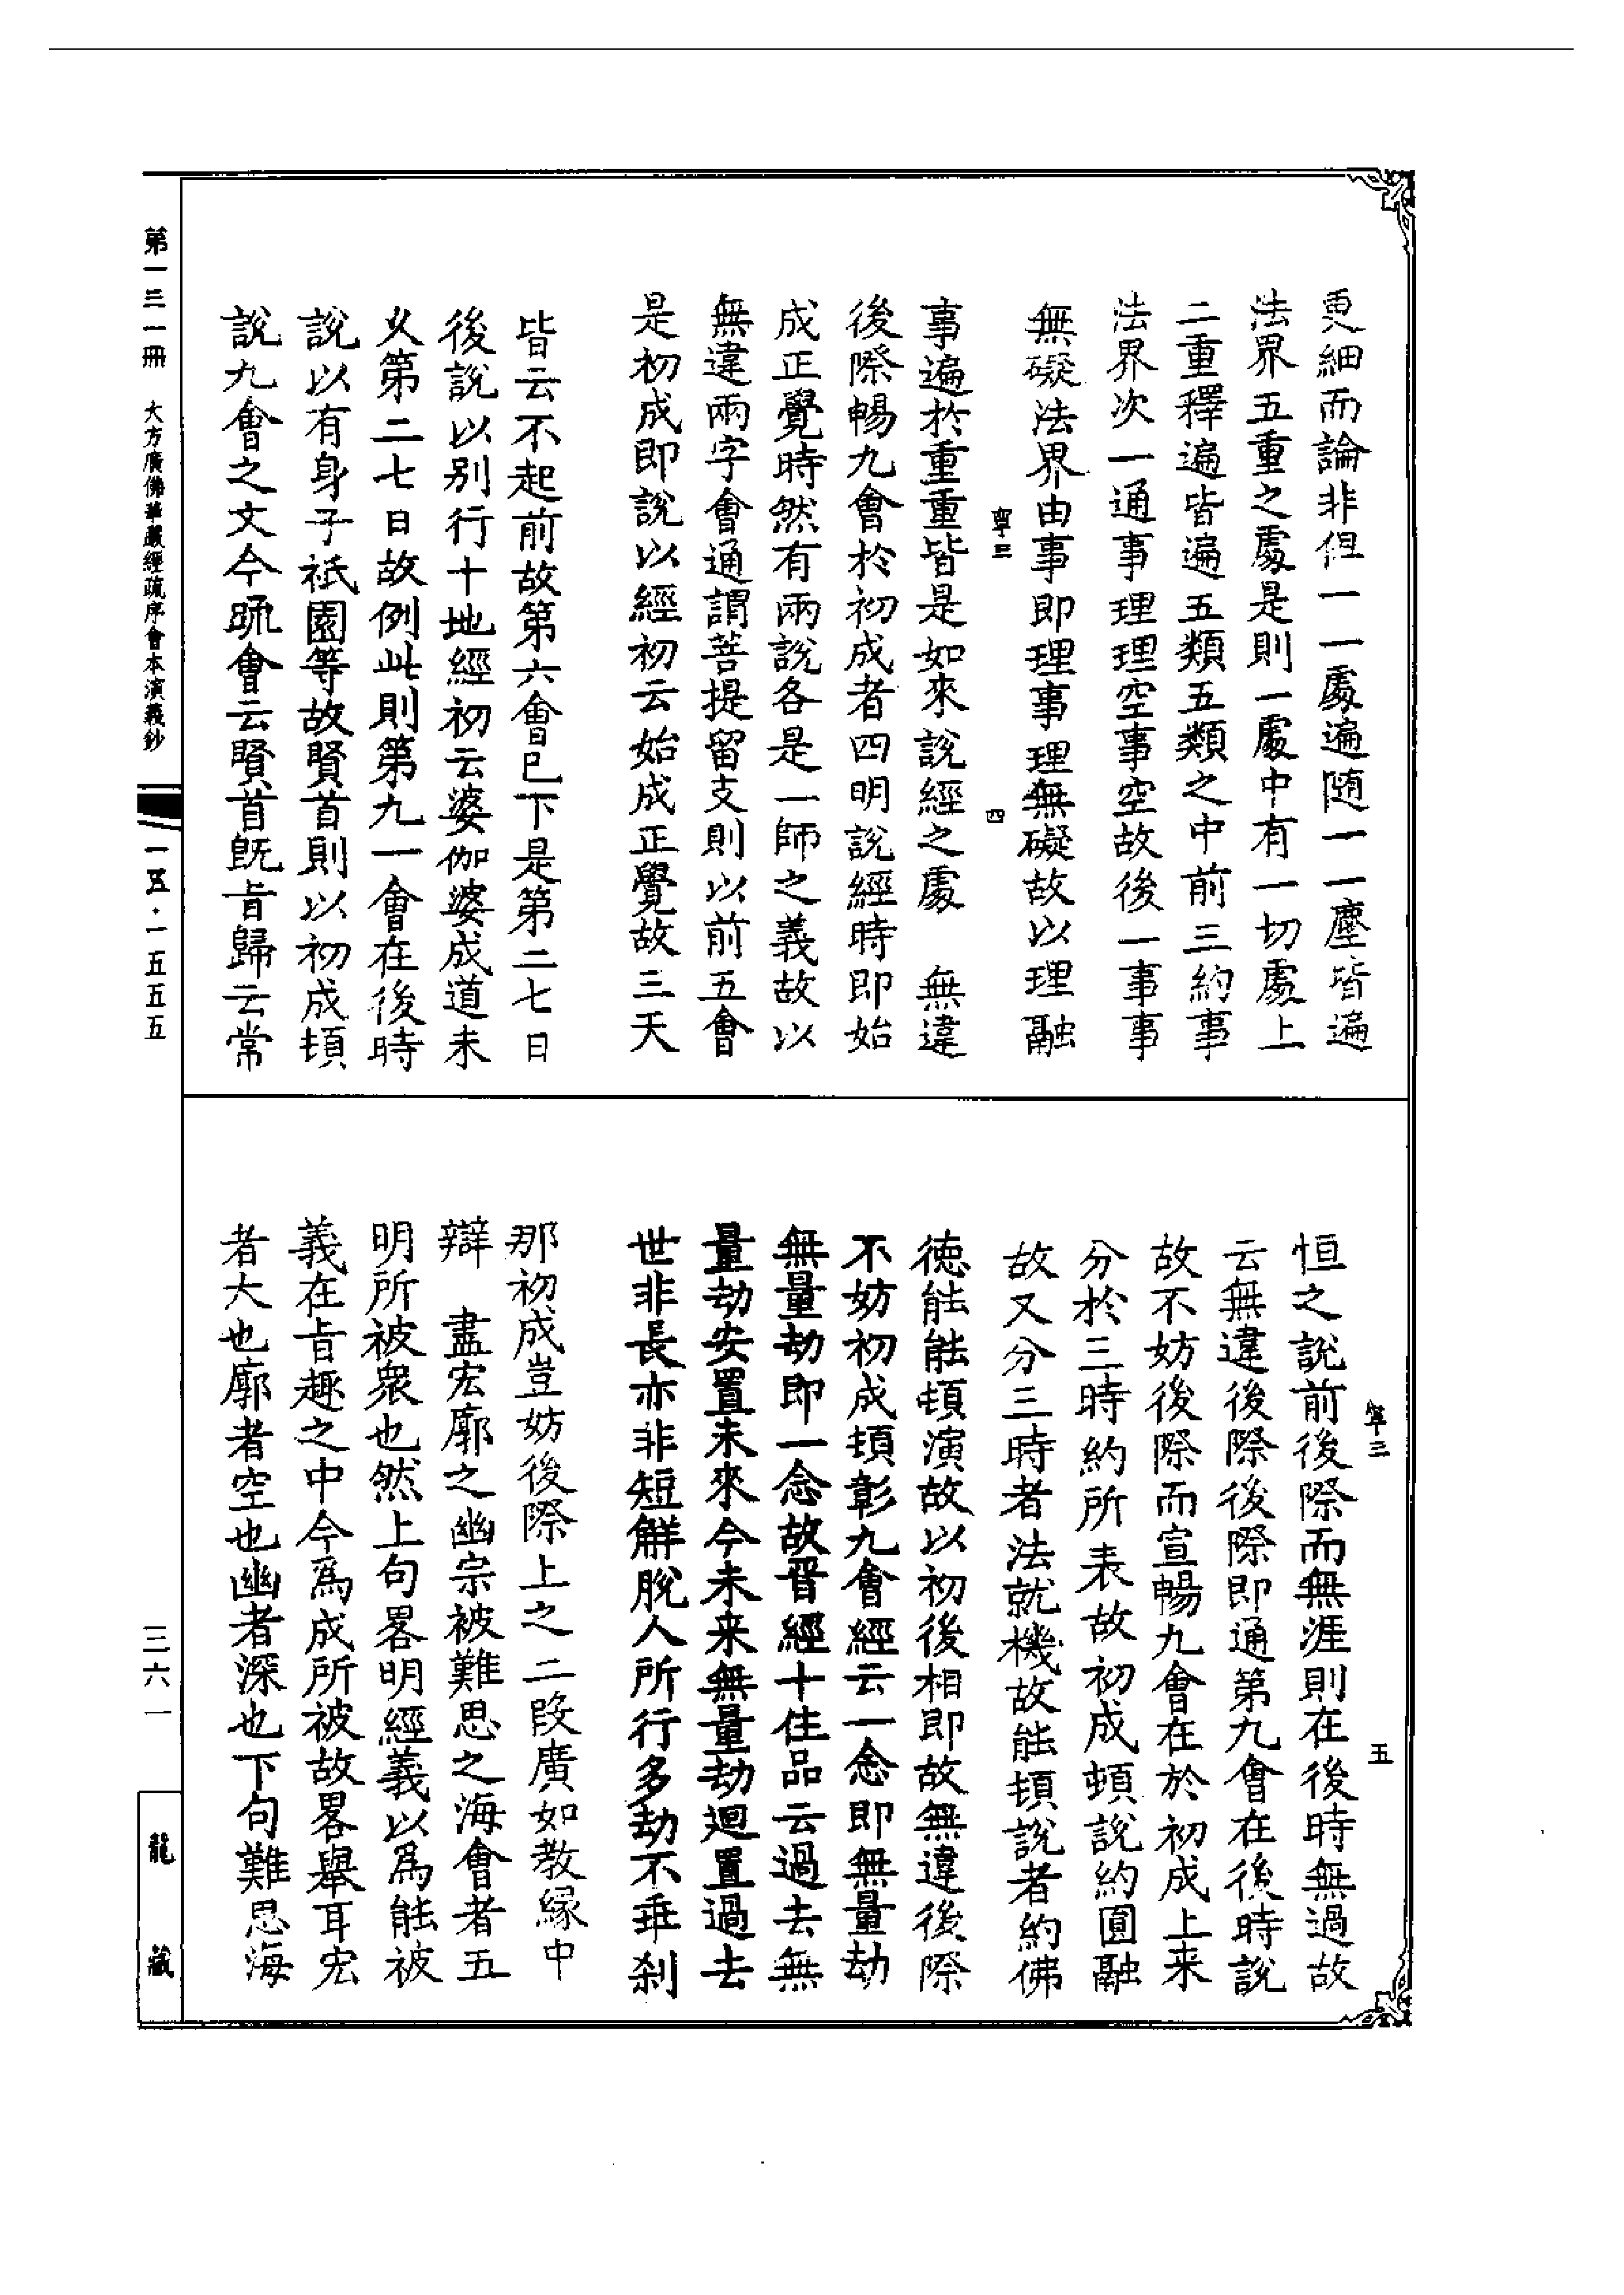 更細而論非但一一處遍随一一塵皆遍
法界五重之處是則一處中有一切處上
二重釋遍皆遍五類五類之中前三約事
法界次一通事理理空事空故後一事事
無礙法界由事即理事理無礙故以理融
寧三
四
事遍於重重皆是如來說經之處　無違
後際暢九會於初成者四明說經時即始
成正覺時然有兩說各是一師之義故以
無違兩字會通謂菩提留支則以前五會
是初成即說以經初云始成正覺故三天
皆云不起前故第六會已下是第二七日
後說以别行十地經初云婆伽婆成道未
久第二七日故例此則第九一會在後時
說以有身子祇園等故賢首則以初成頓
說九會之文今疏會云賢首旣旨歸云常
寧三
五
恒之說前後際而無涯則在後時無過故
云無違後際後際即通第九會在後時說
故不妨後際而宣暢九會在於初成上来
分於三時約所表故初成頓說約圓融
故又分三時者法就機故能頓說者約佛
徳能能頓演故以初後相即故無違後際
不妨初成頓彰九會經云一念即無量劫
無量劫即一念故晉經十住品云過去無
量劫安置未來今未来無量劫迴置過去
世非長亦非短解脫人所行多劫不乖刹
那初成豈妨後際上之二段廣如教縁中
辯　盡宏廓之幽宗被難思之海會者五
明所被衆也然上句畧明經義以爲能被
義在旨趣之中今爲成所被故畧舉耳宏
者大也廓者空也幽者深也下句難思海
第一三一冊　大方廣佛華嚴經疏序會本演義鈔
一五五·一五五五
三六一
龍藏